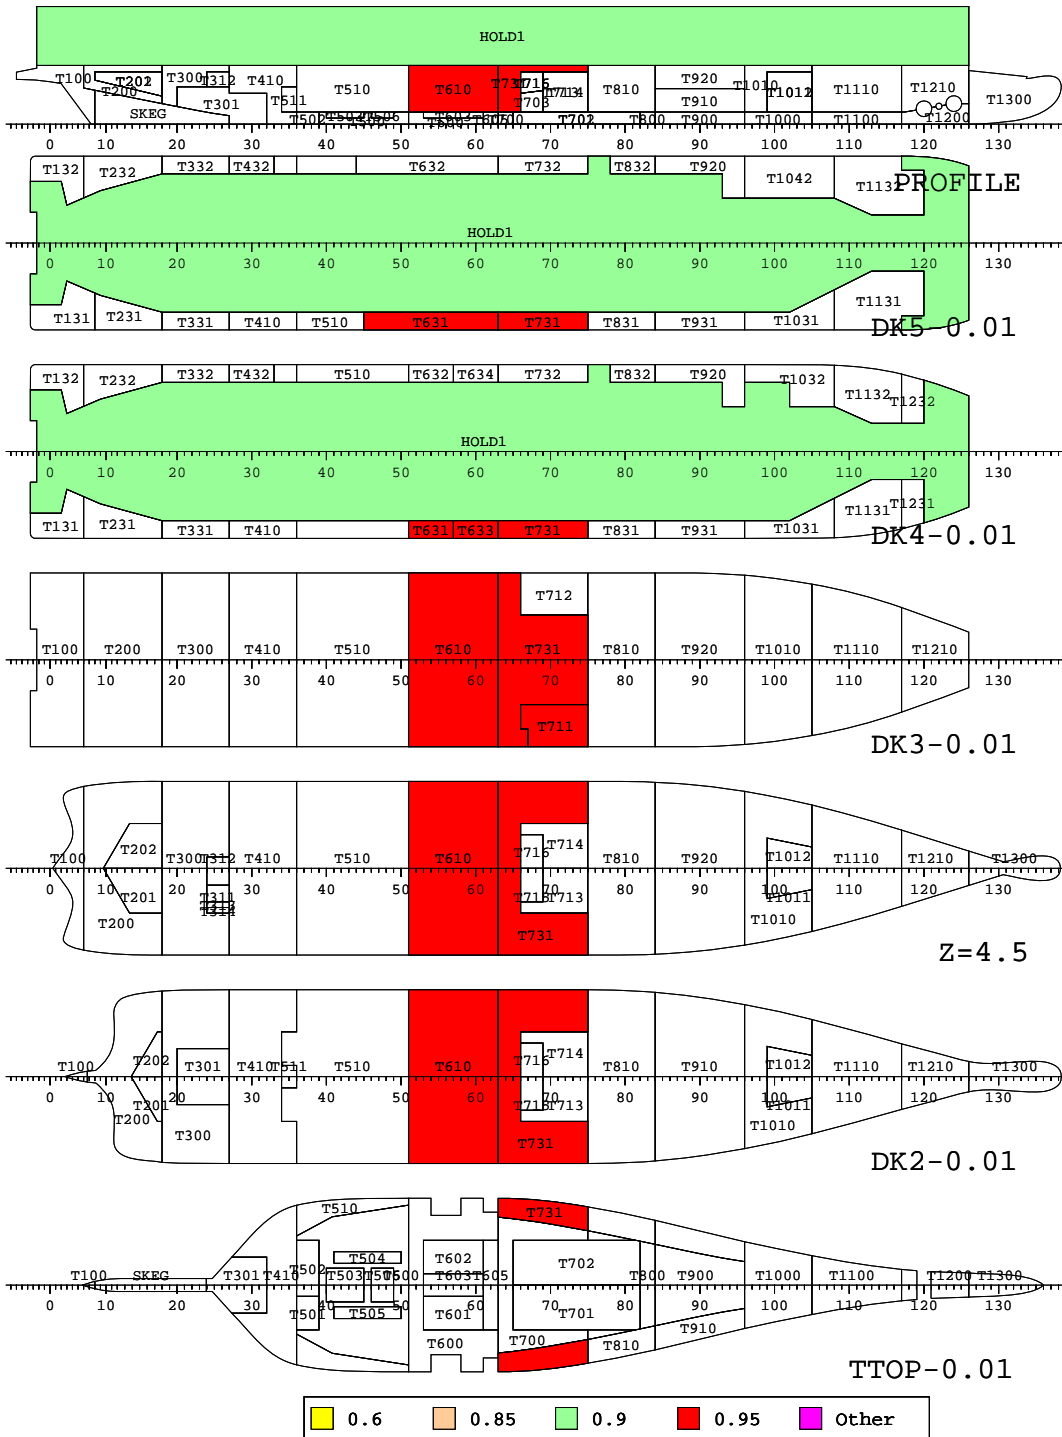 HOLD1
T100 T202 T300 T312 T410 T610 T716 T714 T810 T920 T1010 T1012 T1110 T1210 T1300
T200 T301 T511 T703 T910
SKEG T502 T506 T603 T702 T800 T900 T1000 T1100 T1200
0 10 20 30 40 50 60 70 80 90 100 110 120 130
PROFILE
T132 T232 T332 T432 T632 T732 T832 T920 T1042 T1132
HOLD1
0 10 20 30 40 50 60 70 80 90 100 110 120 130
T131 T231 T331 T410 T510 T631 T731 T831 T931 T1031 T1131
DK5-0.01
T132 T232 T332 T432 T510 T632 T634 T732 T832 T920 T1032 T1132 T1232
HOLD1
0 10 20 30 40 50 60 70 80 90 100 110 120 130
T131 T231 T331 T410 T631 T633 T731 T831 T931 T1031 T1131 T1231
DK4-0.01
T712
T100 T200 T300 T410 T510 T610 T731 T810 T920 T1010 T1110 T1210
0 10 20 30 40 50 60 70 80 90 100 110 120 130
T711
DK3-0.01
T202 T716 T714
T100 T300 T312 T410 T510 T610 T810 T920 T1012 T1110 T1210 T1300
0 10 20 30 40 50 60 70 80 90 100 110 120 130
T201 T311 T713 T1011
T200 T314 T731 T1010
Z=4.5
T202 T716 T714
T100 T301 T410 T511 T510 T610 T810 T910 T1012 T1110 T1210 T1300
0 10 20 30 40 50 60 70 80 90 100 110 120 130
T201 T713 T1011
T200 T300 T731 T1010
DK2-0.01
T510 T731
T504 T602 T702
T100 SKEG T301 T410 T502 T503 T500 T603 T605 T800 T900 T1000 T1100 T1200 T1300
0 10 20 30 40 50 60 70 80 90 100 110 120 130
T501 T505 T601 T701
T600 T700 T810 T910
TTOP-0.01
0.6 0.85 0.9 0.95 Other